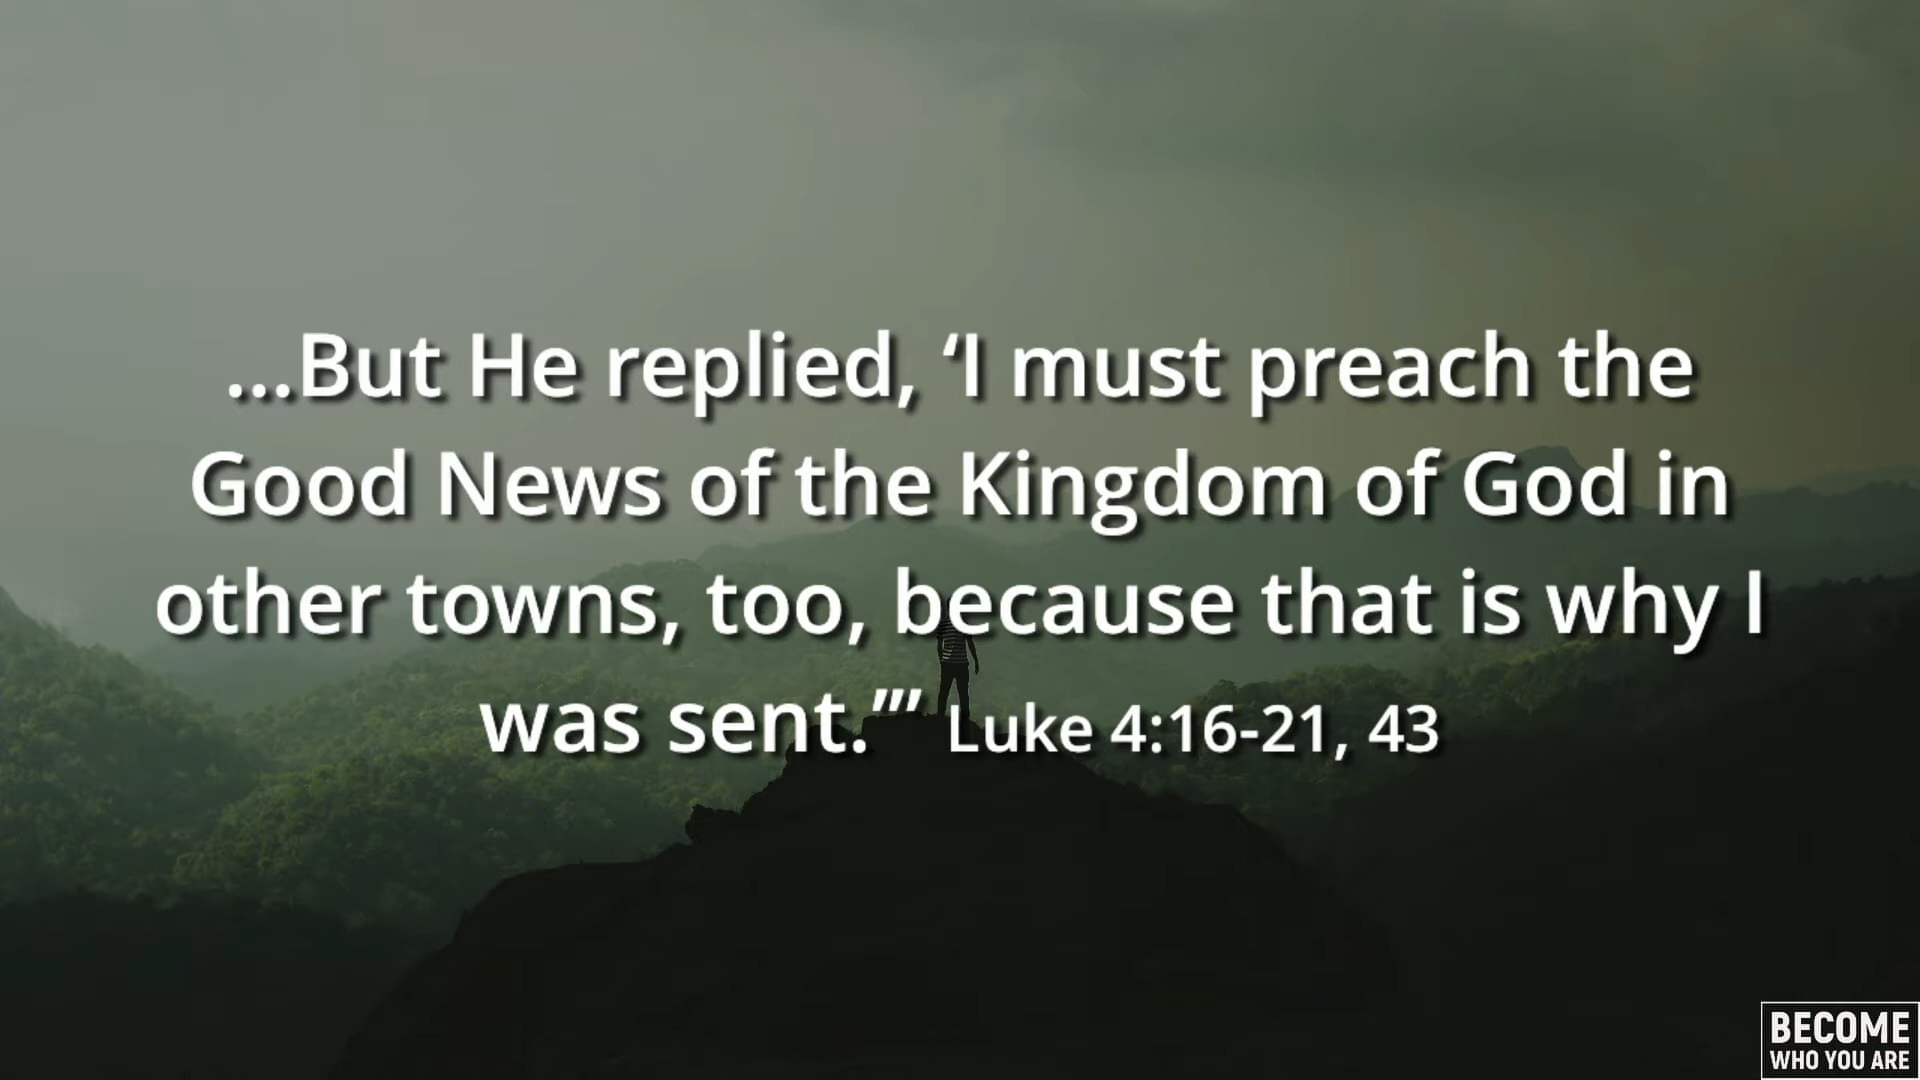 ...But He replied, ‘I must preach the
Good News of the Kingdom of God in
other towns, too, because that is why I
was sent.’” Luke 4:16-21, 43
BECOME
WHO YOU ARE